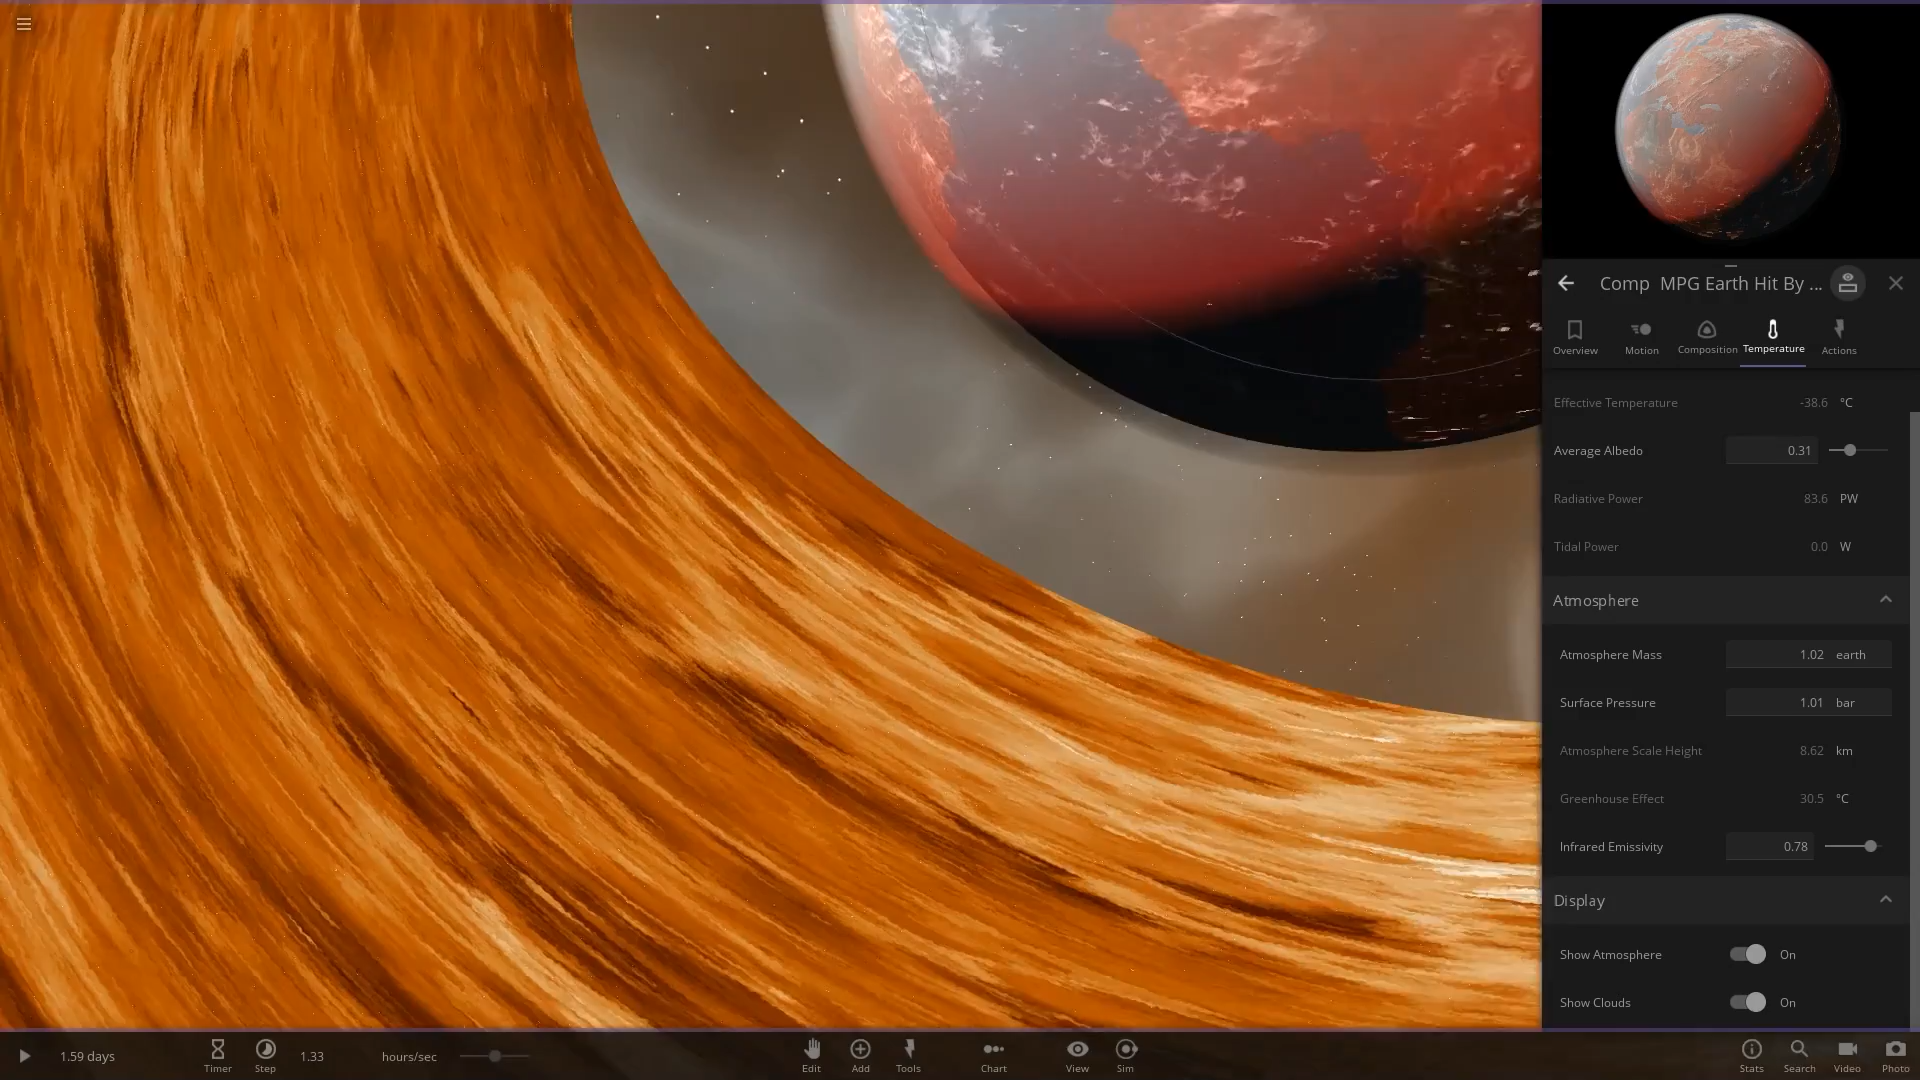 Comp MPG Earth Hit By ...
Overview Motion Composition Temperature Actions
Effective Temperature -38.6 °C
Average Albedo 0.31
Radiative Power 83.6 PW
Tidal Power 0.0 W
Atmosphere
Atmosphere Mass 1.02 earth
Surface Pressure 1.01 bar
Atmosphere Scale Height 8.62 km
Greenhouse Effect 30.5 °C
Infrared Emissivity 0.78
Display
Show Atmosphere On
Show Clouds On
1.59 days Timer Step 1.33 hours/sec Edit Add Tools Chart View Sim Stats Search Video Photo